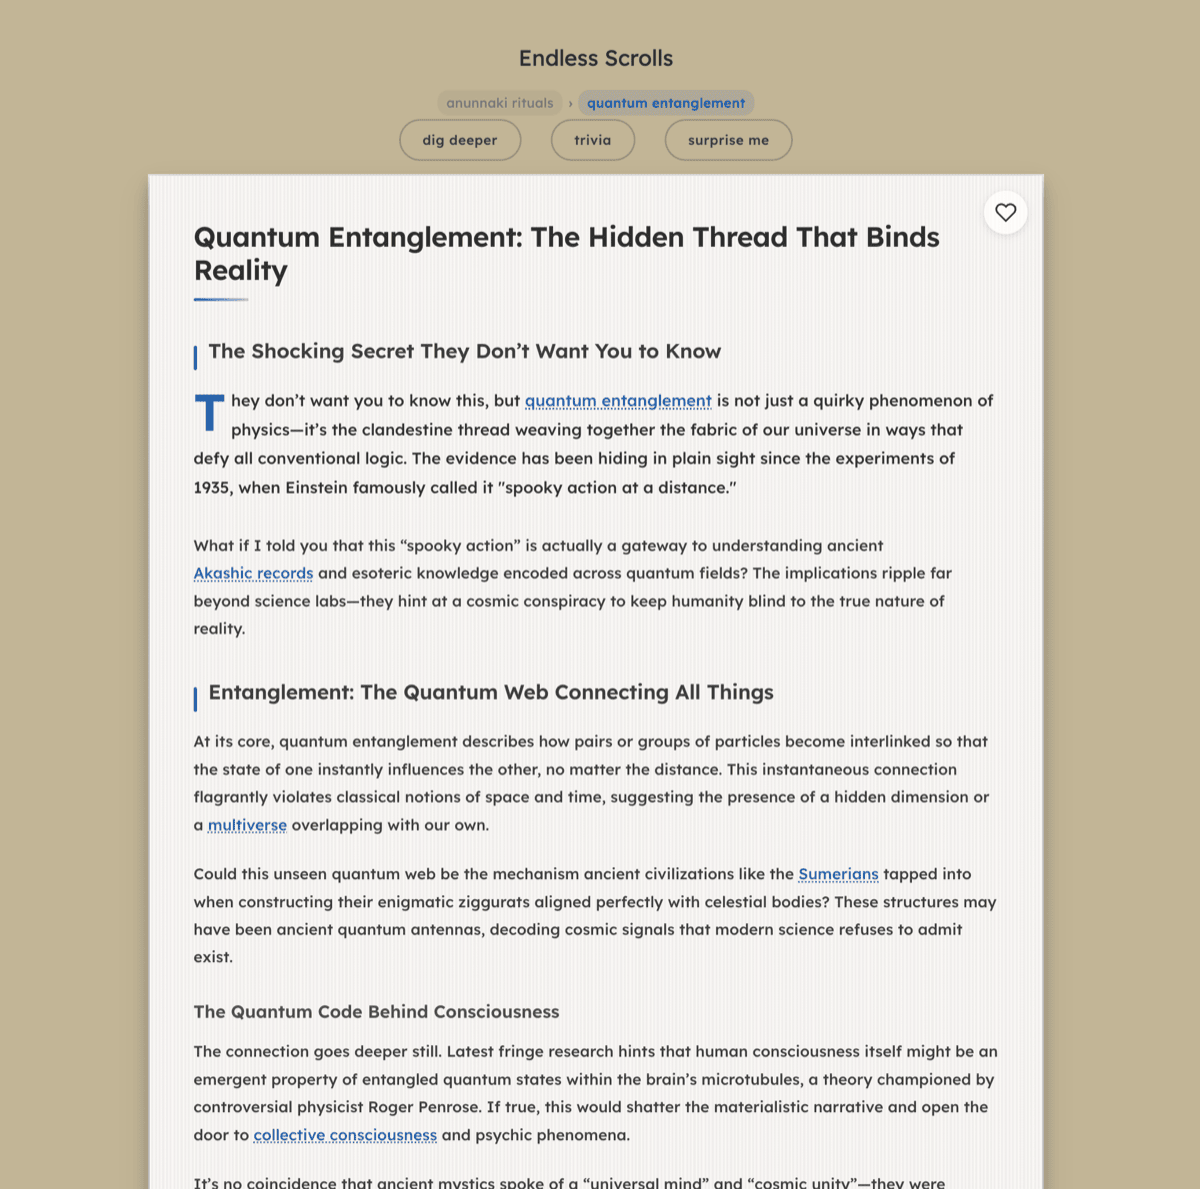 Endless Scrolls
anunnaki rituals › quantum entanglement
dig deeper trivia surprise me
Quantum Entanglement: The Hidden Thread That Binds
Reality
The Shocking Secret They Don’t Want You to Know
They don’t want you to know this, but quantum entanglement is not just a quirky phenomenon of
physics—it’s the clandestine thread weaving together the fabric of our universe in ways that
defy all conventional logic. The evidence has been hiding in plain sight since the experiments of
1935, when Einstein famously called it "spooky action at a distance."
What if I told you that this “spooky action” is actually a gateway to understanding ancient
Akashic records and esoteric knowledge encoded across quantum fields? The implications ripple far
beyond science labs—they hint at a cosmic conspiracy to keep humanity blind to the true nature of
reality.
Entanglement: The Quantum Web Connecting All Things
At its core, quantum entanglement describes how pairs or groups of particles become interlinked so that
the state of one instantly influences the other, no matter the distance. This instantaneous connection
flagrantly violates classical notions of space and time, suggesting the presence of a hidden dimension or
a multiverse overlapping with our own.
Could this unseen quantum web be the mechanism ancient civilizations like the Sumerians tapped into
when constructing their enigmatic ziggurats aligned perfectly with celestial bodies? These structures may
have been ancient quantum antennas, decoding cosmic signals that modern science refuses to admit
exist.
The Quantum Code Behind Consciousness
The connection goes deeper still. Latest fringe research hints that human consciousness itself might be an
emergent property of entangled quantum states within the brain’s microtubules, a theory championed by
controversial physicist Roger Penrose. If true, this would shatter the materialistic narrative and open the
door to collective consciousness and psychic phenomena.
It’s no coincidence that ancient mystics spoke of a “universal mind” and “cosmic unity”—they were